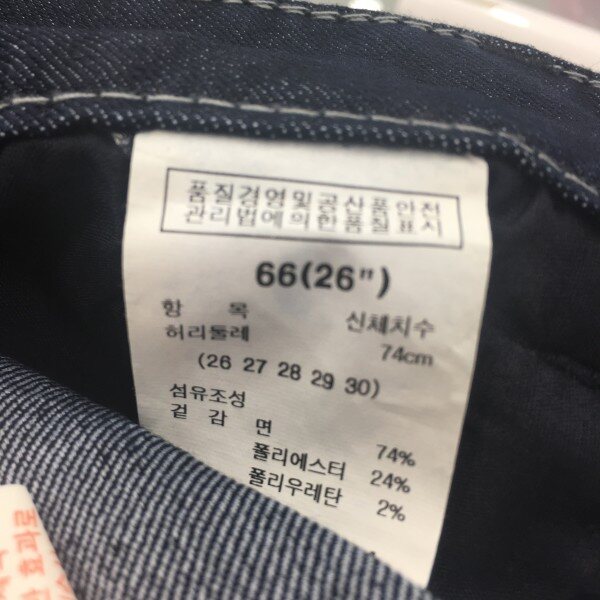 품질경영및공산품안전
관리법에의한품질표시
66(26")
항 목 신체치수
허리둘레 74cm
(26 27 28 29 30)
섬유조성
겉 감 면 74%
폴리에스터 24%
폴리우레탄 2%
효과로